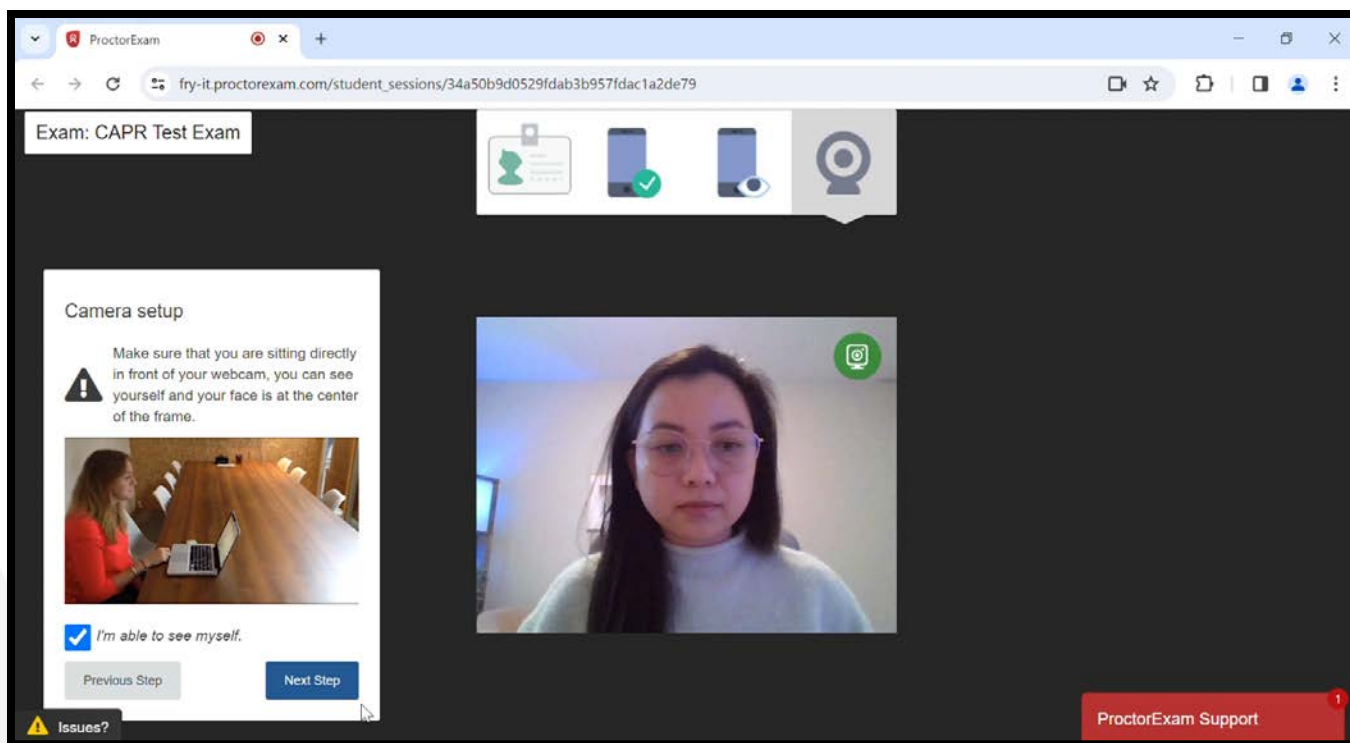 ProctorExam
fry-it.proctorexam.com/student_sessions/34a50b9d0529fdab3b957fdac1a2de79
Exam: CAPR Test Exam
Camera setup
Make sure that you are sitting directly
in front of your webcam, you can see
yourself and your face is at the center
of the frame.
I'm able to see myself.
Previous Step
Next Step
Issues?
ProctorExam Support
1